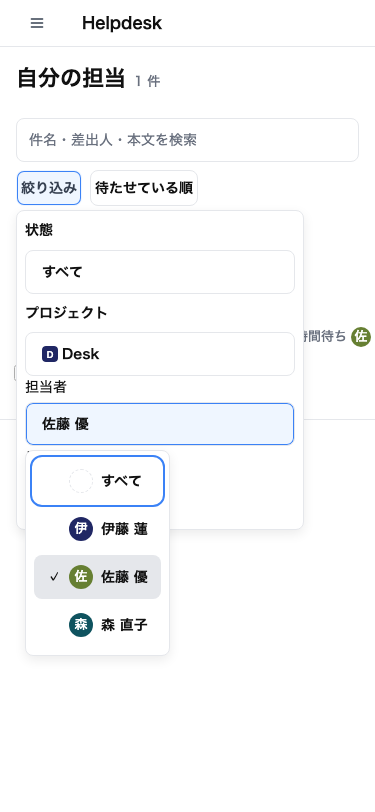 Helpdesk
自分の担当 1 件
件名・差出人・本文を検索
絞り込み 待たせている順
状態
すべて
プロジェクト
D Desk
時間待ち 佐
担当者
佐藤 優
すべて
伊 伊藤 蓮
✓ 佐 佐藤 優
森 森 直子